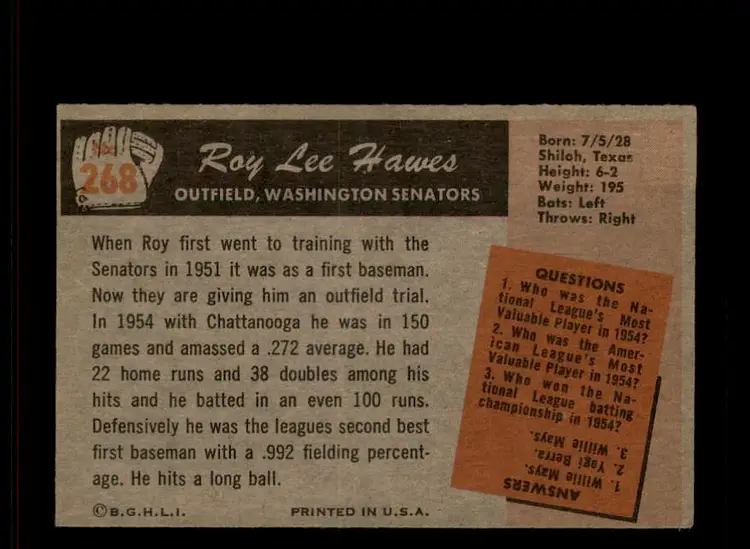 No.
268
Roy Lee Hawes
OUTFIELD, WASHINGTON SENATORS
Born: 7/5/28
Shiloh, Texas
Height: 6-2
Weight: 195
Bats: Left
Throws: Right
When Roy first went to training with the
Senators in 1951 it was as a first baseman.
Now they are giving him an outfield trial.
In 1954 with Chattanooga he was in 150
games and amassed a .272 average. He had
22 home runs and 38 doubles among his
hits and he batted in an even 100 runs.
Defensively he was the leagues second best
first baseman with a .992 fielding percent-
age. He hits a long ball.
QUESTIONS
1. Who was the Na-
tional League's Most
Valuable Player in 1954?
2. Who was the Amer-
ican League's Most
Valuable Player in 1954?
3. Who won the Na-
tional League batting
championship in 1954?
ANSWERS
1. Willie Mays.
2. Yogi Berra.
3. Willie Mays.
© B.G.H.L.I.
PRINTED IN U.S.A.